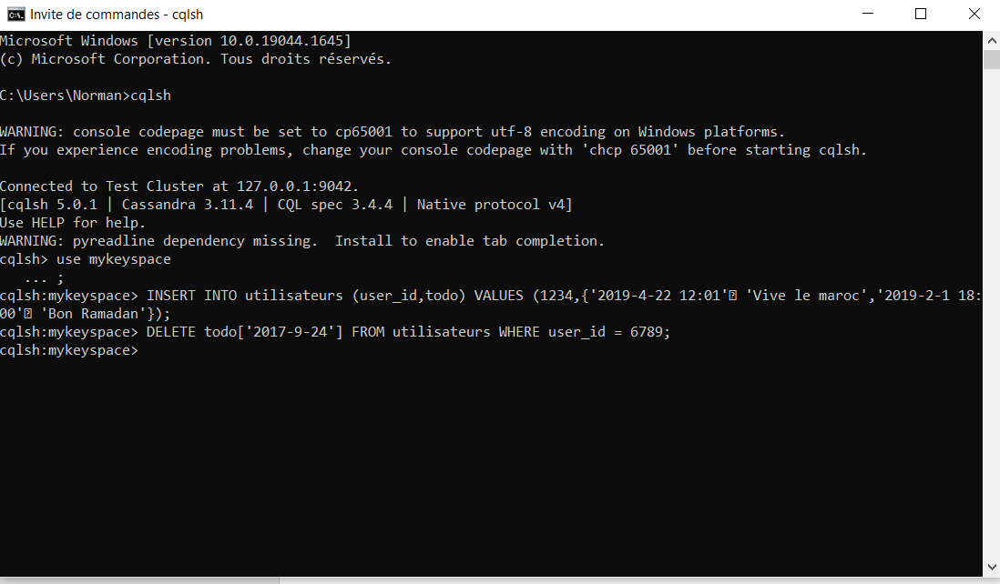 Invite de commandes - cqlsh
Microsoft Windows [version 10.0.19044.1645]
(c) Microsoft Corporation. Tous droits réservés.
C:\Users\Norman>cqlsh
WARNING: console codepage must be set to cp65001 to support utf-8 encoding on Windows platforms.
If you experience encoding problems, change your console codepage with 'chcp 65001' before starting cqlsh.
Connected to Test Cluster at 127.0.0.1:9042.
[cqlsh 5.0.1 | Cassandra 3.11.4 | CQL spec 3.4.4 | Native protocol v4]
Use HELP for help.
WARNING: pyreadline dependency missing.  Install to enable tab completion.
cqlsh> use mykeyspace
   ... ;
cqlsh:mykeyspace> INSERT INTO utilisateurs (user_id,todo) VALUES (1234,{'2019-4-22 12:01'⍰ 'Vive le maroc','2019-2-1 18:
00'⍰ 'Bon Ramadan'});
cqlsh:mykeyspace> DELETE todo['2017-9-24'] FROM utilisateurs WHERE user_id = 6789;
cqlsh:mykeyspace>